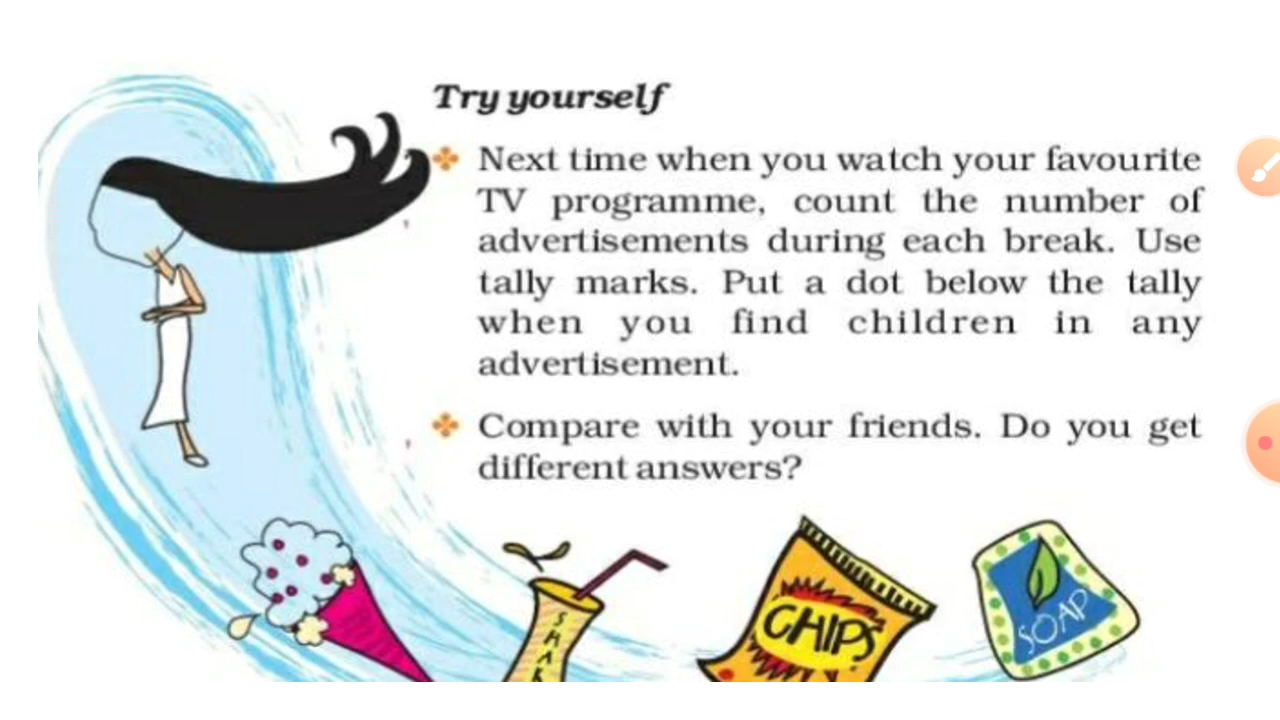 Try yourself
Next time when you watch your favourite
TV programme, count the number of
advertisements during each break. Use
tally marks. Put a dot below the tally
when you find children in any
advertisement.
Compare with your friends. Do you get
different answers?
CHIPS
SOAP